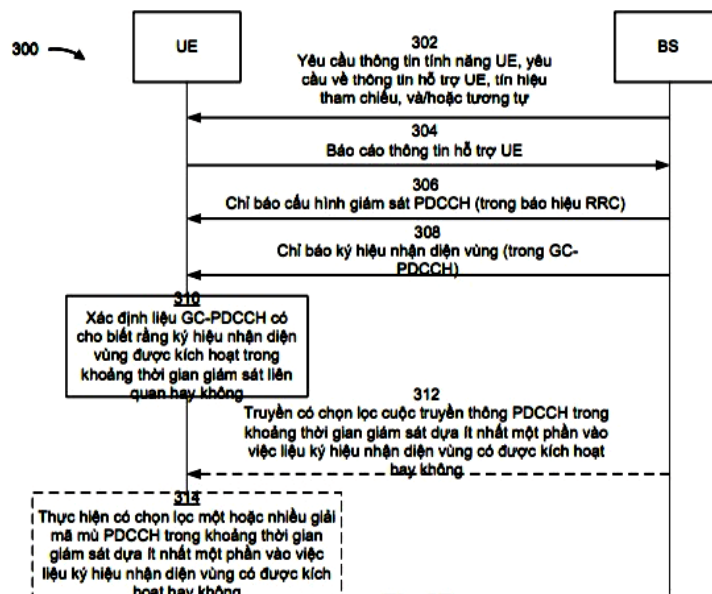 300
UE
BS
302
Yêu cầu thông tin tính năng UE, yêu
cầu về thông tin hỗ trợ UE, tín hiệu
tham chiếu, và/hoặc tương tự
304
Báo cáo thông tin hỗ trợ UE
306
Chỉ báo cấu hình giám sát PDCCH (trong báo hiệu RRC)
308
Chỉ báo ký hiệu nhận diện vùng (trong GC-
PDCCH)
310
Xác định liệu GC-PDCCH có
cho biết rằng ký hiệu nhận diện
vùng được kích hoạt trong
khoảng thời gian giám sát liên
quan hay không
312
Truyền có chọn lọc cuộc truyền thông PDCCH trong
khoảng thời gian giám sát dựa ít nhất một phần vào
việc liệu ký hiệu nhận diện vùng có được kích hoạt
hay không
314
Thực hiện có chọn lọc một hoặc nhiều giải
mã mù PDCCH trong khoảng thời gian
giám sát dựa ít nhất một phần vào việc
liệu ký hiệu nhận diện vùng có được kích
hoạt hay không